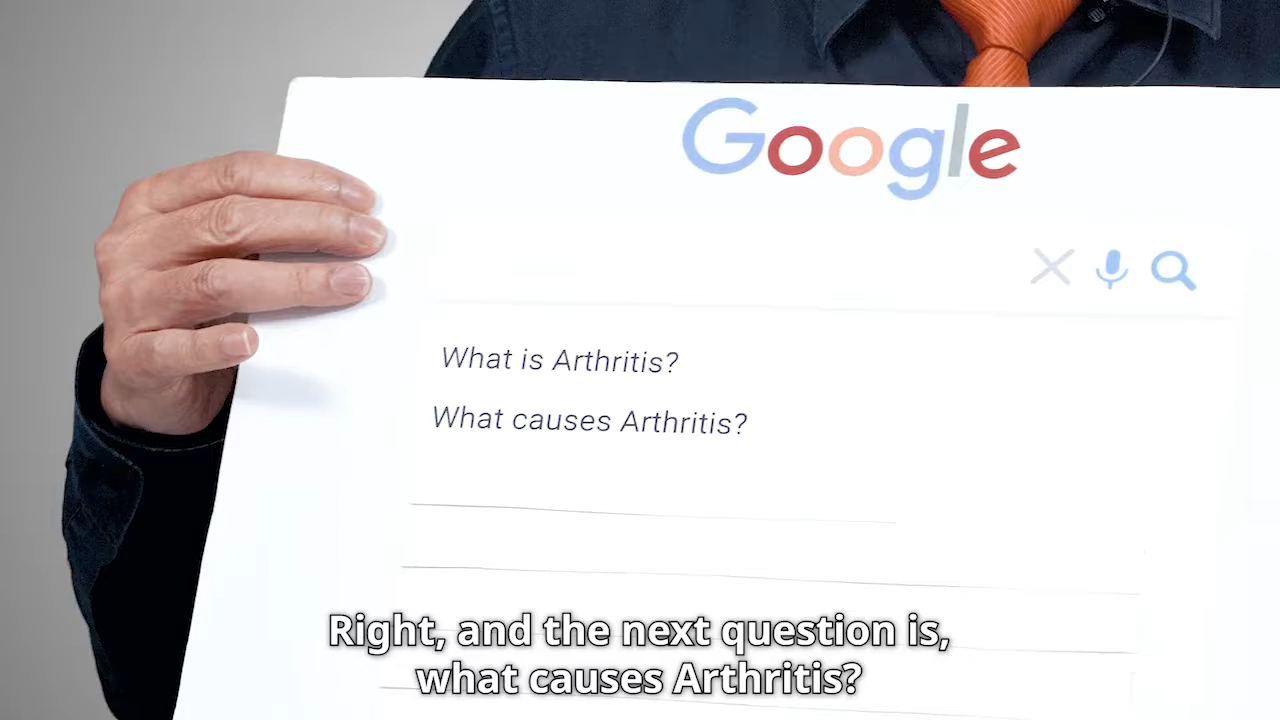 Google
What is Arthritis?
What causes Arthritis?
Right, and the next question is,
what causes Arthritis?